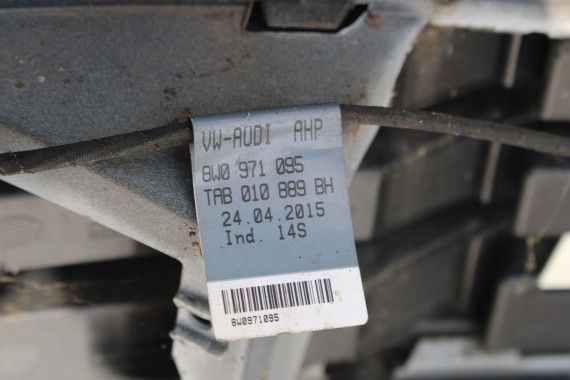 VW-AUDI AHP
8W0 971 095
TAB 010 889 BH
24.04.2015
Ind. 14S
8W0971095